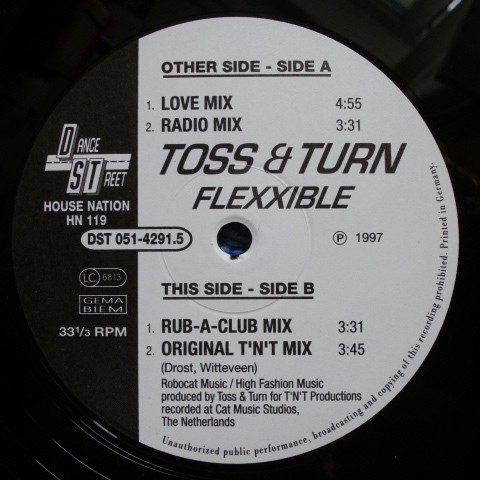 OTHER SIDE - SIDE A
1. LOVE MIX 4:55
2. RADIO MIX 3:31
TOSS & TURN
FLEXXIBLE
DANCE
STREET
HOUSE NATION
HN 119
DST 051-4291.5
℗ 1997
LC 6813
GEMA
BIEM
33 1/3 RPM
THIS SIDE - SIDE B
1. RUB-A-CLUB MIX 3:31
2. ORIGINAL T'N'T MIX 3:45
(Drost, Witteveen)
Robocat Music / High Fashion Music
produced by Toss & Turn for T'N'T Productions
recorded at Cat Music Studios,
The Netherlands
Unauthorized public performance, broadcasting and copying of this recording prohibited. Printed in Germany.